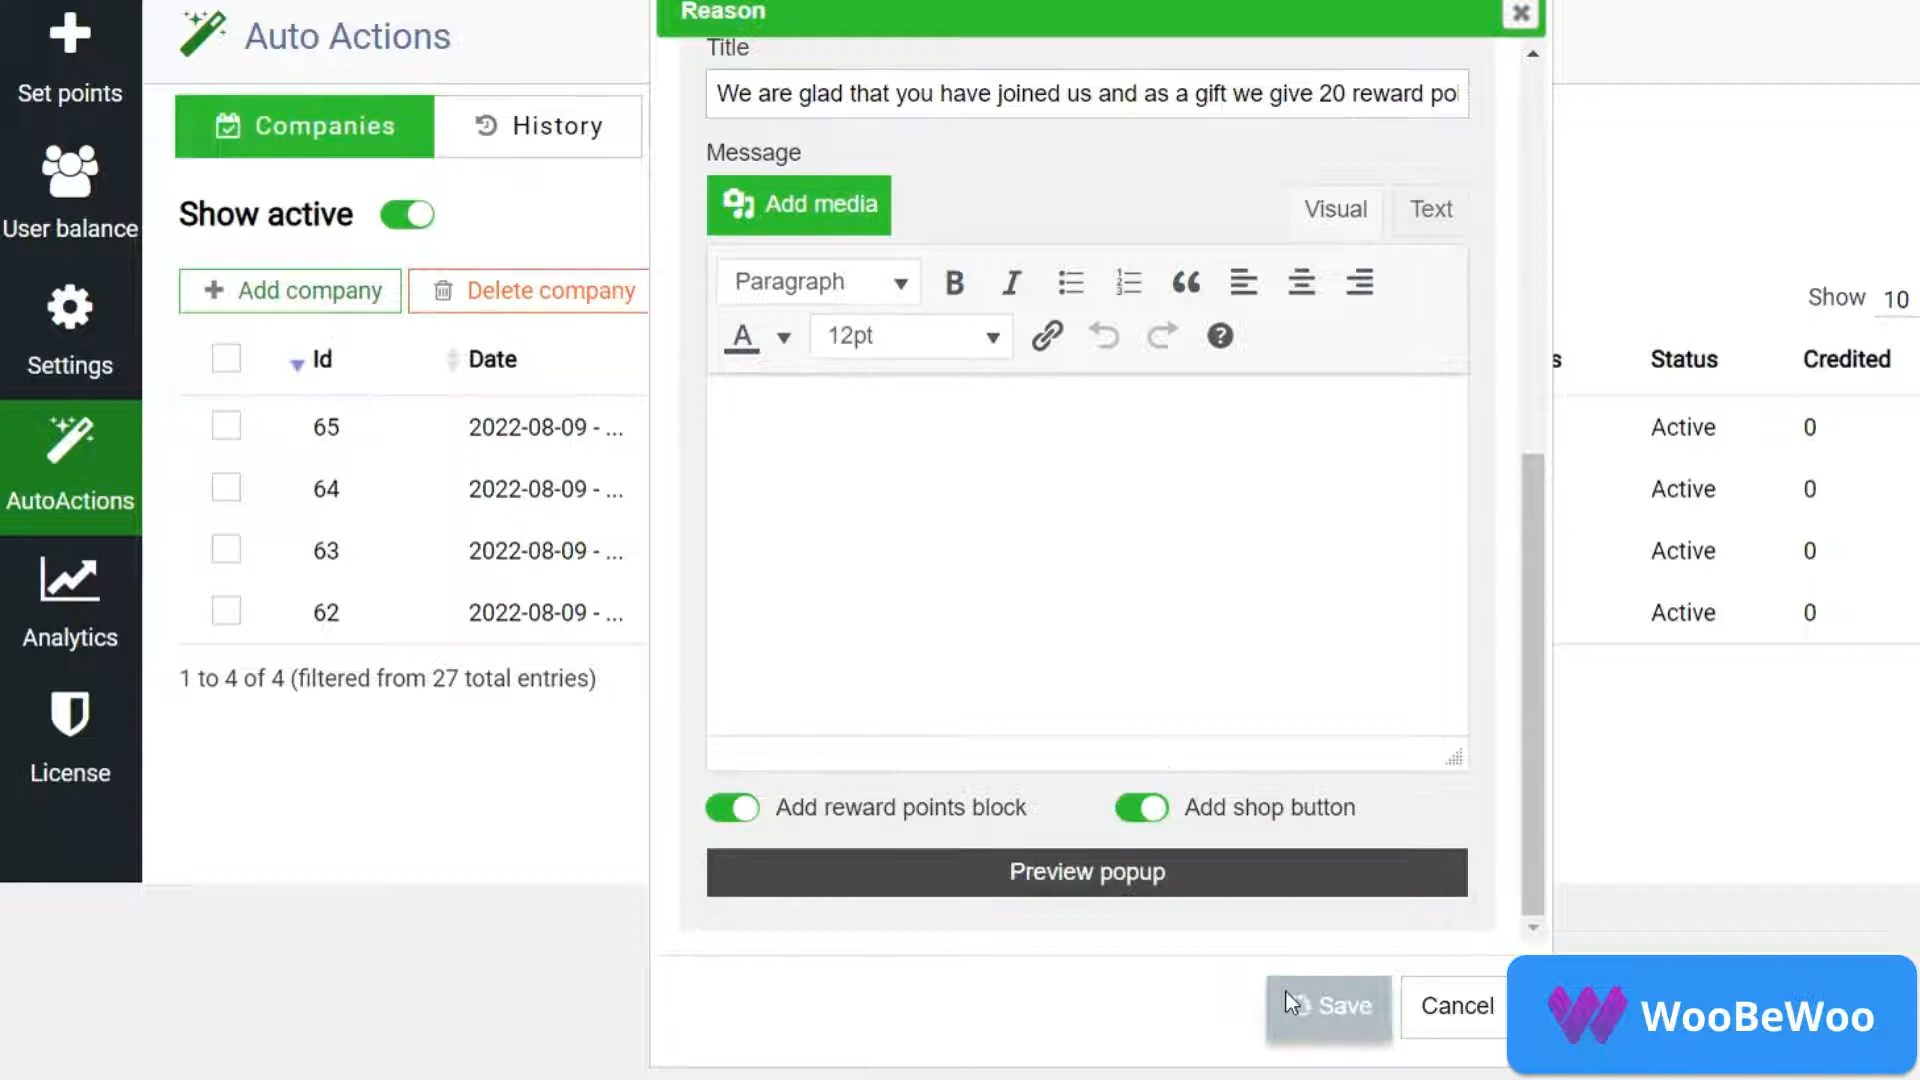 Set points
User balance
Settings
AutoActions
Analytics
License
Auto Actions
Companies
History
Show active
Add company
Delete company
Show 10
Id Date s Status Credited
65 2022-08-09 - ... Active 0
64 2022-08-09 - ... Active 0
63 2022-08-09 - ... Active 0
62 2022-08-09 - ... Active 0
1 to 4 of 4 (filtered from 27 total entries)
Reason
Title
We are glad that you have joined us and as a gift we give 20 reward poi
Message
Add media
Visual Text
Paragraph B I
A 12pt
Add reward points block
Add shop button
Preview popup
Save Cancel
WooBeWoo